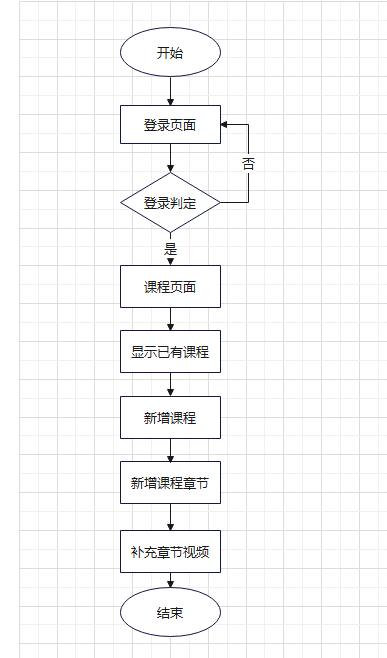 开始
登录页面
否
登录判定
是
课程页面
显示已有课程
新增课程
新增课程章节
补充章节视频
结束